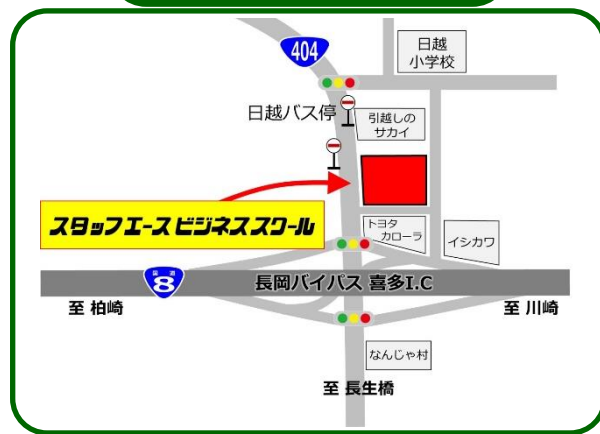 404
日越
小学校
日越バス停
引越しの
サカイ
スタッフエース ビジネススクール
トヨタ
カローラ
イシカワ
国道
8
長岡バイパス 喜多I.C
至 柏崎
至 川崎
なんじゃ村
至 長生橋